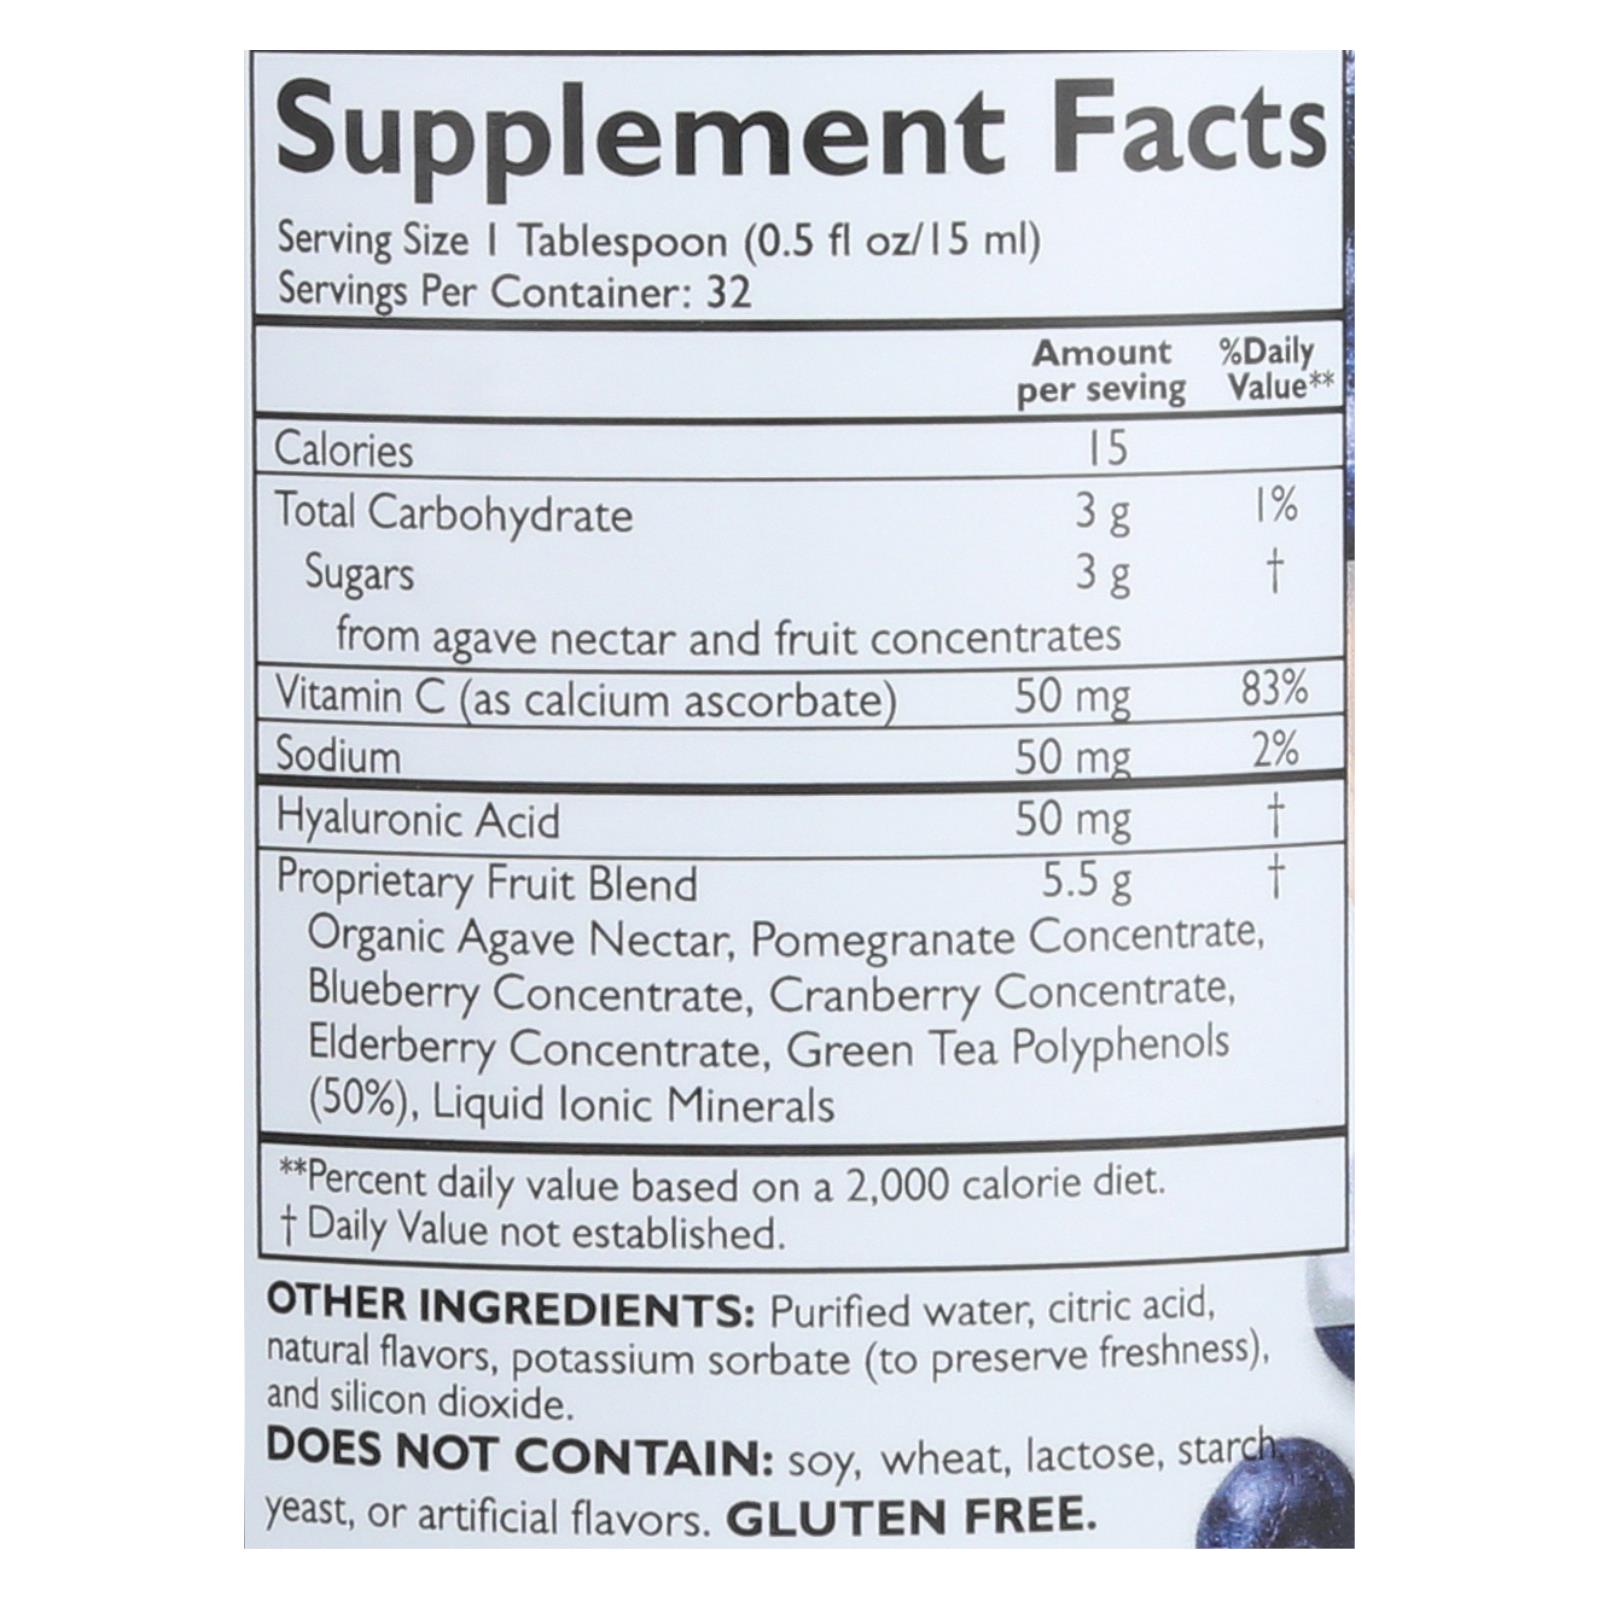 Supplement Facts
Serving Size 1 Tablespoon (0.5 fl oz/15 ml)
Servings Per Container: 32
Amount per seving %Daily Value**
Calories 15
Total Carbohydrate 3 g 1%
Sugars 3 g †
from agave nectar and fruit concentrates
Vitamin C (as calcium ascorbate) 50 mg 83%
Sodium 50 mg 2%
Hyaluronic Acid 50 mg †
Proprietary Fruit Blend 5.5 g †
Organic Agave Nectar, Pomegranate Concentrate,
Blueberry Concentrate, Cranberry Concentrate,
Elderberry Concentrate, Green Tea Polyphenols
(50%), Liquid Ionic Minerals
**Percent daily value based on a 2,000 calorie diet.
† Daily Value not established.
OTHER INGREDIENTS: Purified water, citric acid,
natural flavors, potassium sorbate (to preserve freshness),
and silicon dioxide.
DOES NOT CONTAIN: soy, wheat, lactose, starch,
yeast, or artificial flavors. GLUTEN FREE.